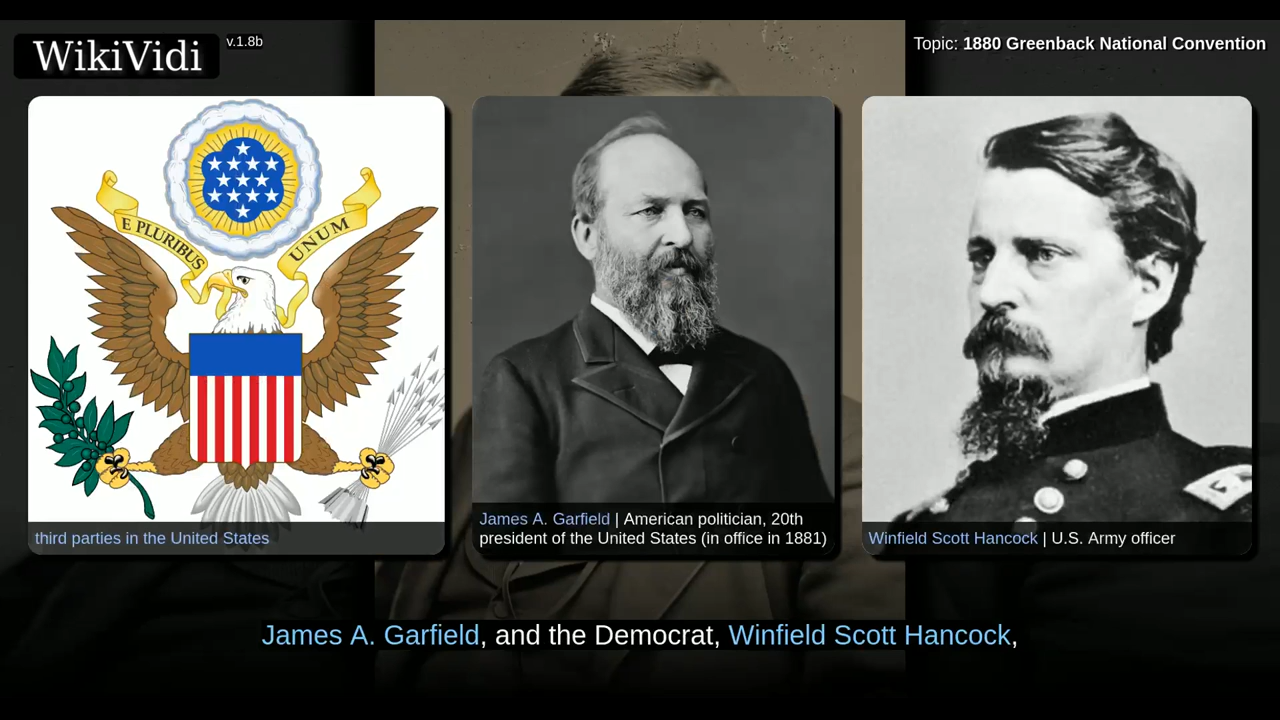 WikiVidi
v.1.8b
Topic: 1880 Greenback National Convention
E PLURIBUS
UNUM
third parties in the United States
James A. Garfield | American politician, 20th
president of the United States (in office in 1881)
Winfield Scott Hancock | U.S. Army officer
James A. Garfield, and the Democrat, Winfield Scott Hancock,